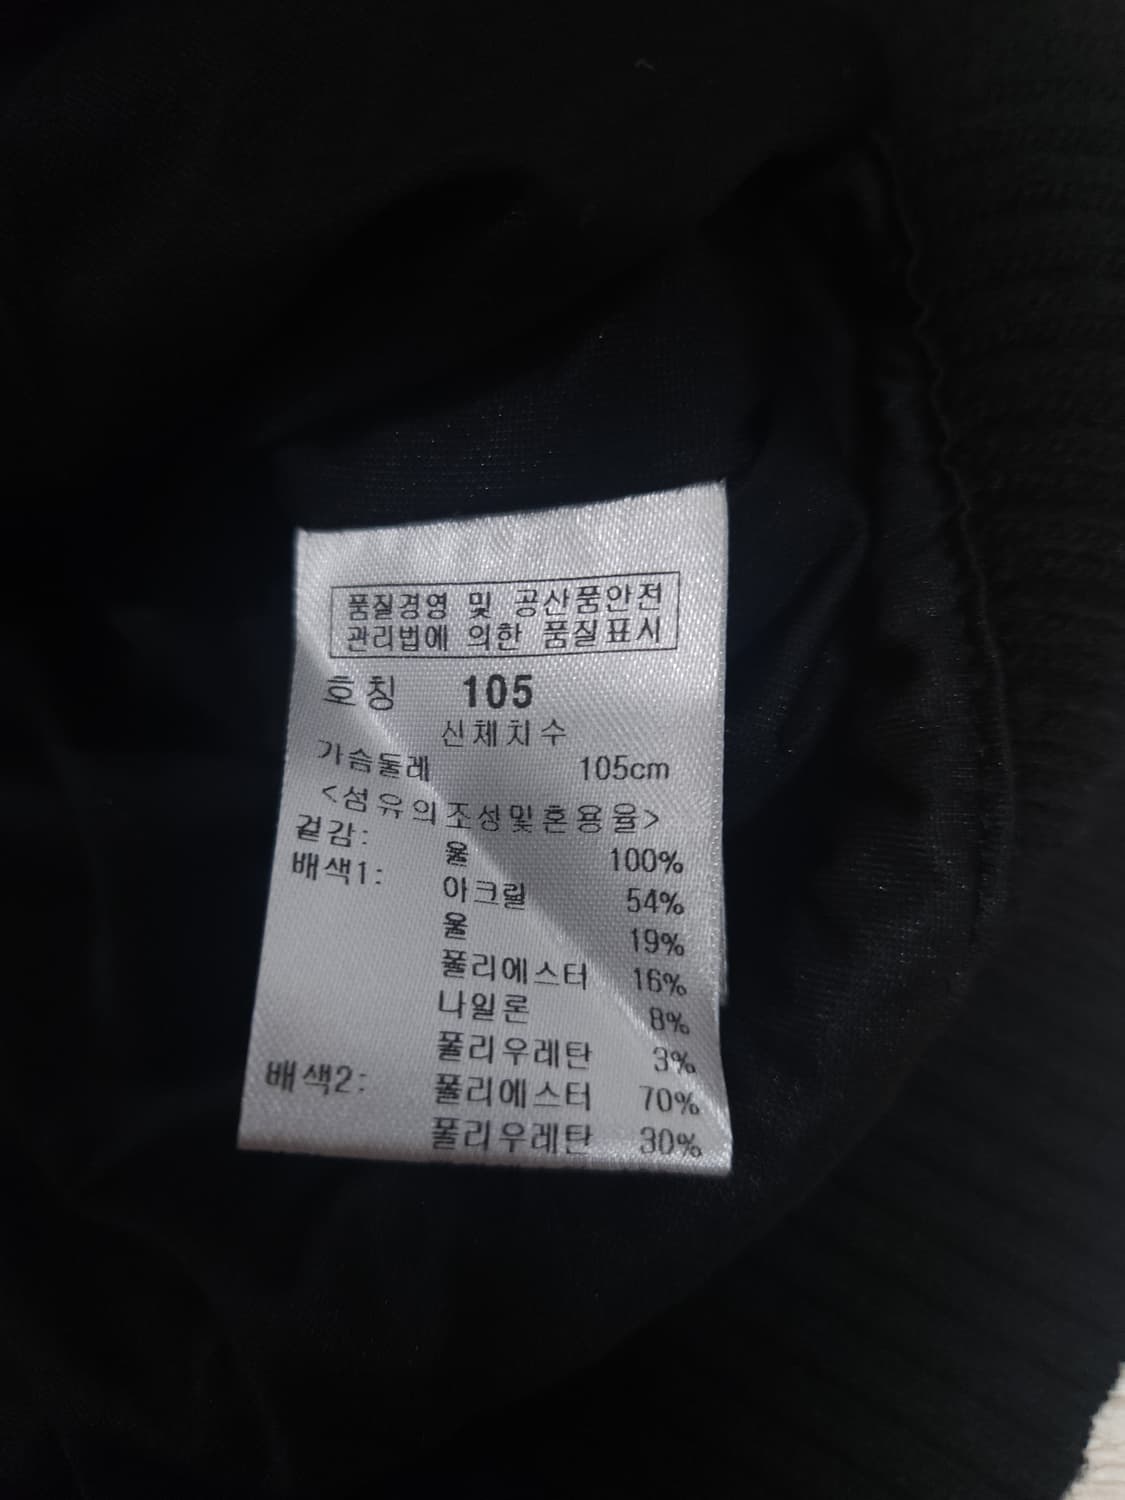 품질경영 및 공산품안전
관리법에 의한 품질표시
호칭 105
신체치수
가슴둘레 105cm
<섬유의조성및혼용율>
겉감: 울 100%
배색1: 아크릴 54%
울 19%
폴리에스터 16%
나일론 8%
폴리우레탄 3%
배색2: 폴리에스터 70%
폴리우레탄 30%